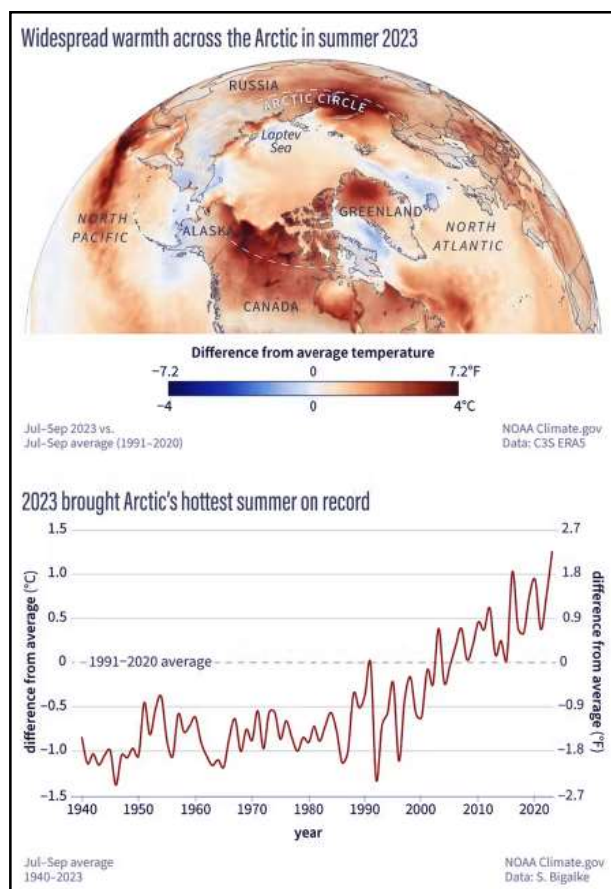 Widespread warmth across the Arctic in summer 2023
RUSSIA
ARCTIC CIRCLE
Laptev
Sea
NORTH
PACIFIC
ALASKA
GREENLAND
NORTH
ATLANTIC
CANADA
Difference from average temperature
−7.2 0 7.2°F
−4 0 4°C
Jul–Sep 2023 vs.
Jul–Sep average (1991–2020)
NOAA Climate.gov
Data: C3S ERA5
2023 brought Arctic's hottest summer on record
difference from average (°C)
1.5
1.0
0.5
0
−0.5
−1.0
−1.5
1991–2020 average
2.7
1.8
0.9
0
−0.9
−1.8
−2.7
difference from
average (°F)
1940 1950 1960 1970 1980 1990 2000 2010 2020
year
Jul–Sep average
1940–2023
NOAA Climate.gov
Data: S. Bigalke